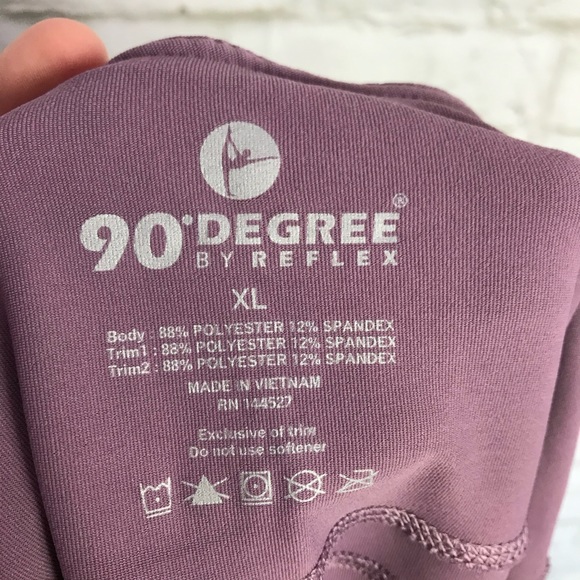 90°DEGREE®
BY REFLEX
XL
Body : 88% POLYESTER 12% SPANDEX
Trim1 : 88% POLYESTER 12% SPANDEX
Trim2 : 88% POLYESTER 12% SPANDEX
MADE IN VIETNAM
RN 144527
Exclusive of trim
Do not use softener